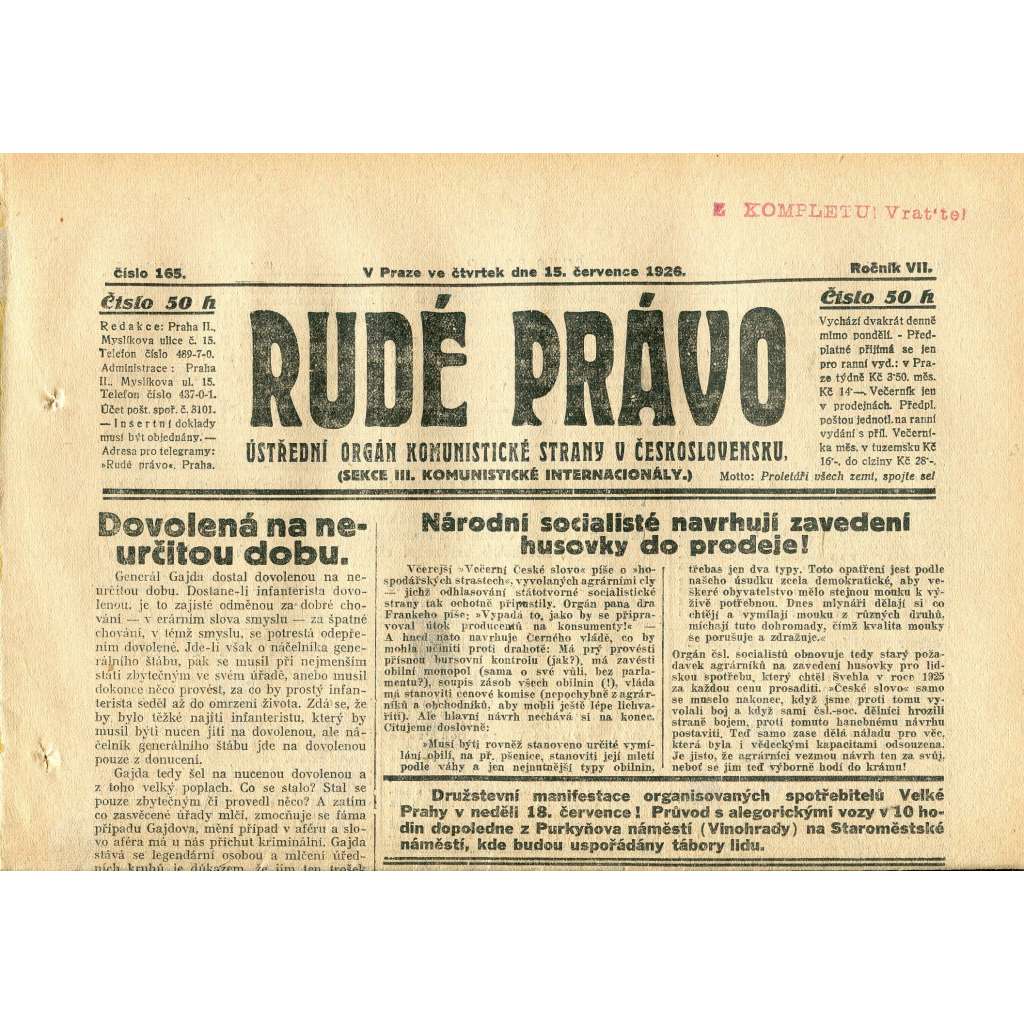 Z KOMPLETU! Vrat'te!
Číslo 165.
V Praze ve čtvrtek dne 15. července 1926.
Ročník VII.
Číslo 50 h
Redakce: Praha II.,
Myslíkova ulice č. 15.
Telefon číslo 489-7-0.
Administrace: Praha
II., Myslíkova ul. 15.
Telefon číslo 437-0-1.
Účet pošt. spoř. č. 3101.
— Insertní doklady
musí být objednány. —
Adresa pro telegramy:
»Rudé právo«, Praha.
RUDÉ PRÁVO
ÚSTŘEDNÍ ORGÁN KOMUNISTICKÉ STRANY V ČESKOSLOVENSKU.
(SEKCE III. KOMUNISTICKÉ INTERNACIONÁLY.)
Motto: Proletáři všech zemí, spojte se!
Číslo 50 h
Vychází dvakrát denně
mimo pondělí. - Před-
platné přijímá se jen
pro ranní vyd.: v Pra-
ze týdně Kč 3·50, měs.
Kč 14·—. Večerník jen
v prodejnách. Předpl.
poštou jednotl. na ranní
vydání s příl. Večerní-
ka měs. v tuzemsku Kč
16·-, do ciziny Kč 28·-.
Dovolená na ne-
určitou dobu.
Generál Gajda dostal dovolenou na ne-
určitou dobu. Dostane-li infanterista dovo-
lenou, je to zajisté odměnou za dobré cho-
vání — v erárním slova smyslu — za špatné
chování, v témž smyslu, se potrestá odepře-
ním dovolené. Jde-li však o náčelníka gene-
rálního štábu, pak se musil při nejmenším
státi zbytečným ve svém úřadě, anebo musil
dokonce něco provést, za co by prostý infan-
terista seděl až do omrzení života. Zdá se, že
by bylo těžké najíti infanteristu, který by
musil býti nucen jíti na dovolenou, ale ná-
čelník generálního štábu jde na dovolenou
pouze z donucení.
Gajda tedy šel na nucenou dovolenou a
z toho velký poplach. Co se stalo? Stal se
pouze zbytečným či provedl něco? A zatím
co zasvěcené úřady mlčí, zmocňuje se fáma
případu Gajdova, mění případ v aféru a slo-
vo aféra má u nás příchuť kriminální. Gajda
stává se legendární osobou a mlčení úřed-
ních kruhů je důkazem, že jim ten trošek
Národní socialisté navrhují zavedení
husovky do prodeje!
Včerejší »Večerní České slovo« píše o »ho-
spodářských strastech«, vyvolaných agrárními cly
— jichž odhlasování státotvorné socialistické
strany tak ochotně připustily. Orgán pana dra
Frankeho píše: »Vypadá to, jako by se připra-
voval útok producentů na konsumenty!« —
A hned nato navrhuje Černého vládě, co by
mohla učiniti proti drahotě: Má prý provésti
přísnou bursovní kontrolu (jak?), má zavésti
obilní monopol (sama o své vůli, bez parla-
mentu?), soupis zásob všech obilnin (!), vláda
má stanoviti cenové komise (nepochybně z agrár-
níků a obchodníků, aby mohli ještě lépe lichva-
řiti). Ale hlavní návrh nechává si na konec.
Citujeme doslovně:
»Musí býti rovněž stanoveno určité vymí-
lání obilí, na př. pšenice, stanoviti její mletí
podle váhy a jen nejnutnější typy obilnin,
třebas jen dva typy. Toto opatření jest podle
našeho úsudku zcela demokratické, aby ve-
škeré obyvatelstvo mělo stejnou mouku k vý-
živě potřebnou. Dnes mlynáři dělají si co
chtějí a vymílají mouku z různých druhů,
míchají tuto dohromady, čímž kvalita mouky
se porušuje a zdražuje.«
Orgán čsl. socialistů obnovuje tedy starý poža-
davek agrárníků na zavedení husovky pro lid-
skou spotřebu, který chtěl Švehla v roce 1925
za každou cenu prosaditi. »České slovo« samo
se muselo nakonec, když jsme proti tomu vy-
volali boj a když sami čsl.-soc. dělníci hrozili
straně bojem, proti tomuto hanebnému návrhu
postaviti. Teď samo zase dělá náladu pro věc,
která byla i vědeckými kapacitami odsouzena.
Je jisto, že agrárníci vezmou návrh ten za svůj,
neboť se jim teď výborně hodí do krámu!
Družstevní manifestace organisovaných spotřebitelů Velké
Prahy v neděli 18. července! Průvod s alegorickými vozy v 10 ho-
din dopoledne z Purkyňova náměstí (Vinohrady) na Staroměstské
náměstí, kde budou uspořádány tábory lidu.